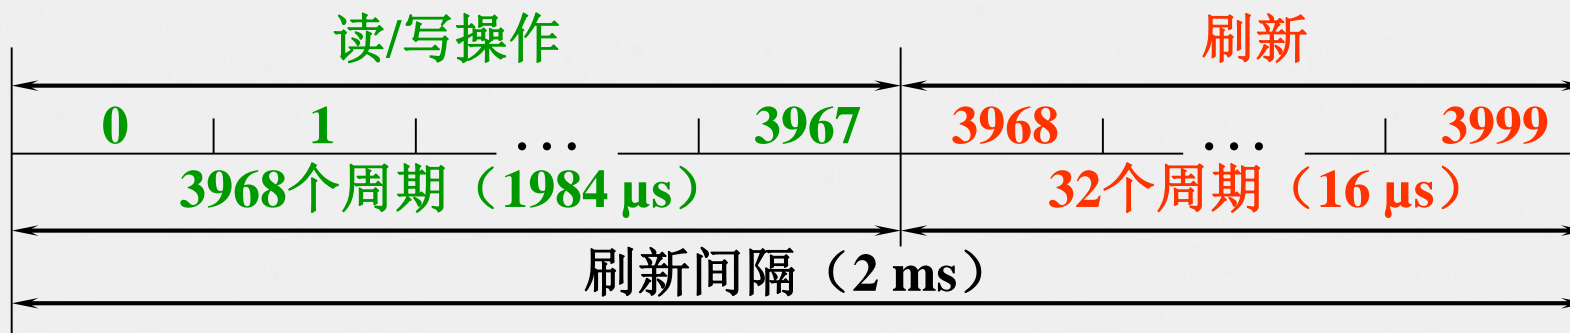 读/写操作 刷新
0 1 ... 3967 3968 ... 3999
3968个周期（1984 μs） 32个周期（16 μs）
刷新间隔（2 ms）